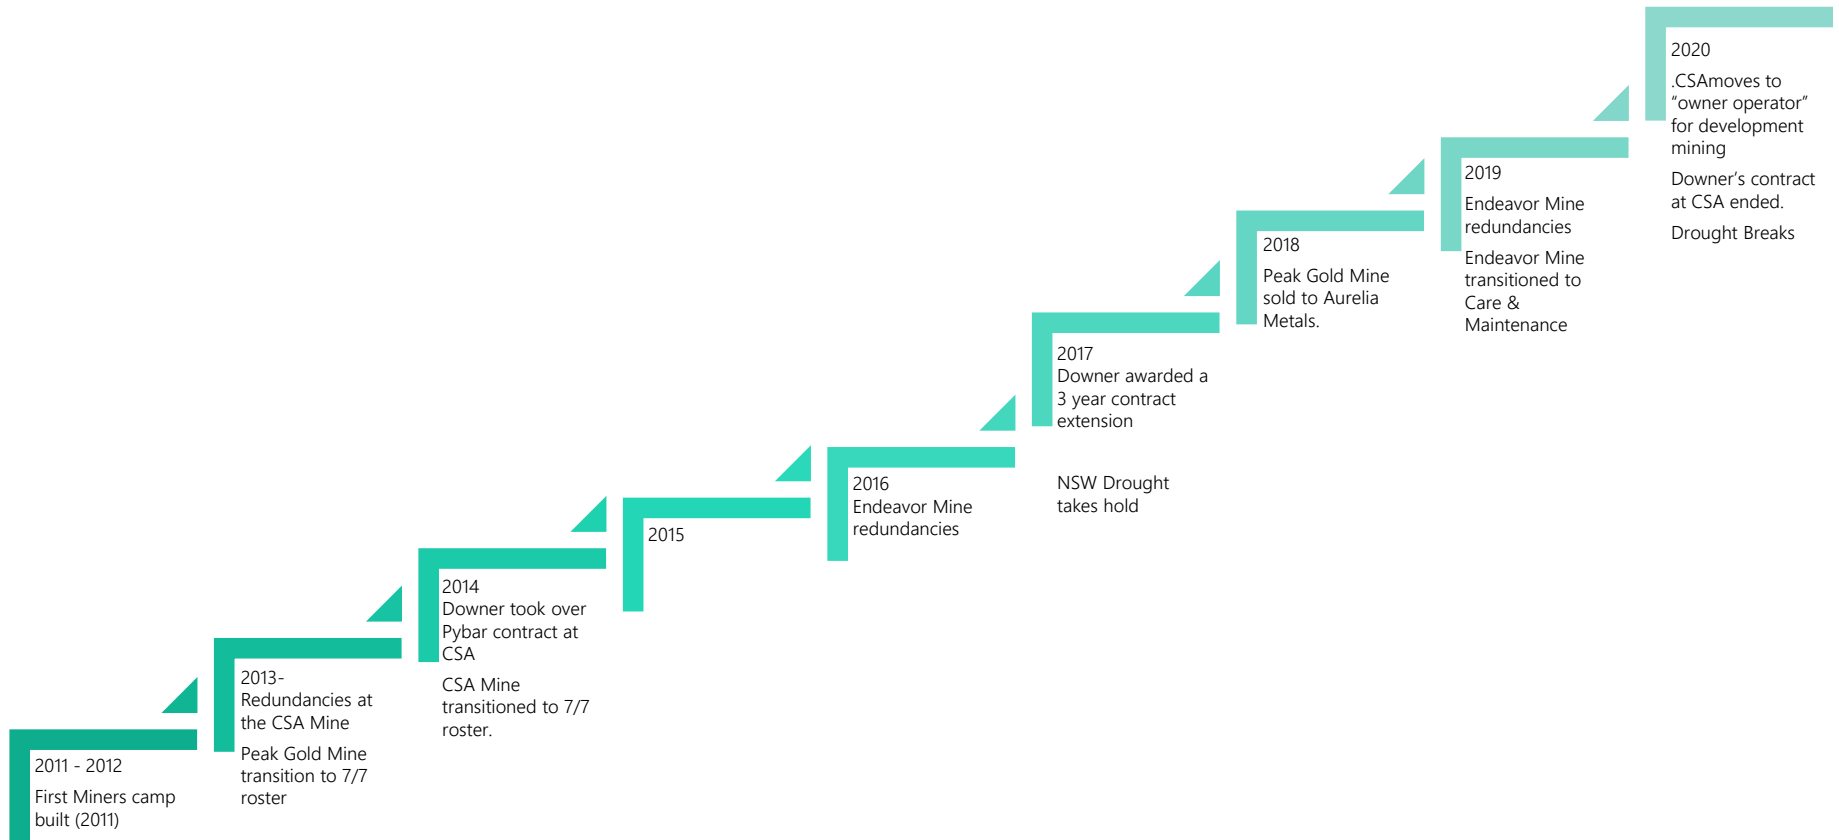 2011 - 2012
First Miners camp
built (2011)
2013-
Redundancies at
the CSA Mine
Peak Gold Mine
transition to 7/7
roster
2014
Downer took over
Pybar contract at
CSA
CSA Mine
transitioned to 7/7
roster.
2015
2016
Endeavor Mine
redundancies
2017
Downer awarded a
3 year contract
extension
NSW Drought
takes hold
2018
Peak Gold Mine
sold to Aurelia
Metals.
2019
Endeavor Mine
redundancies
Endeavor Mine
transitioned to
Care &
Maintenance
2020
.CSAmoves to
“owner operator”
for development
mining
Downer’s contract
at CSA ended.
Drought Breaks